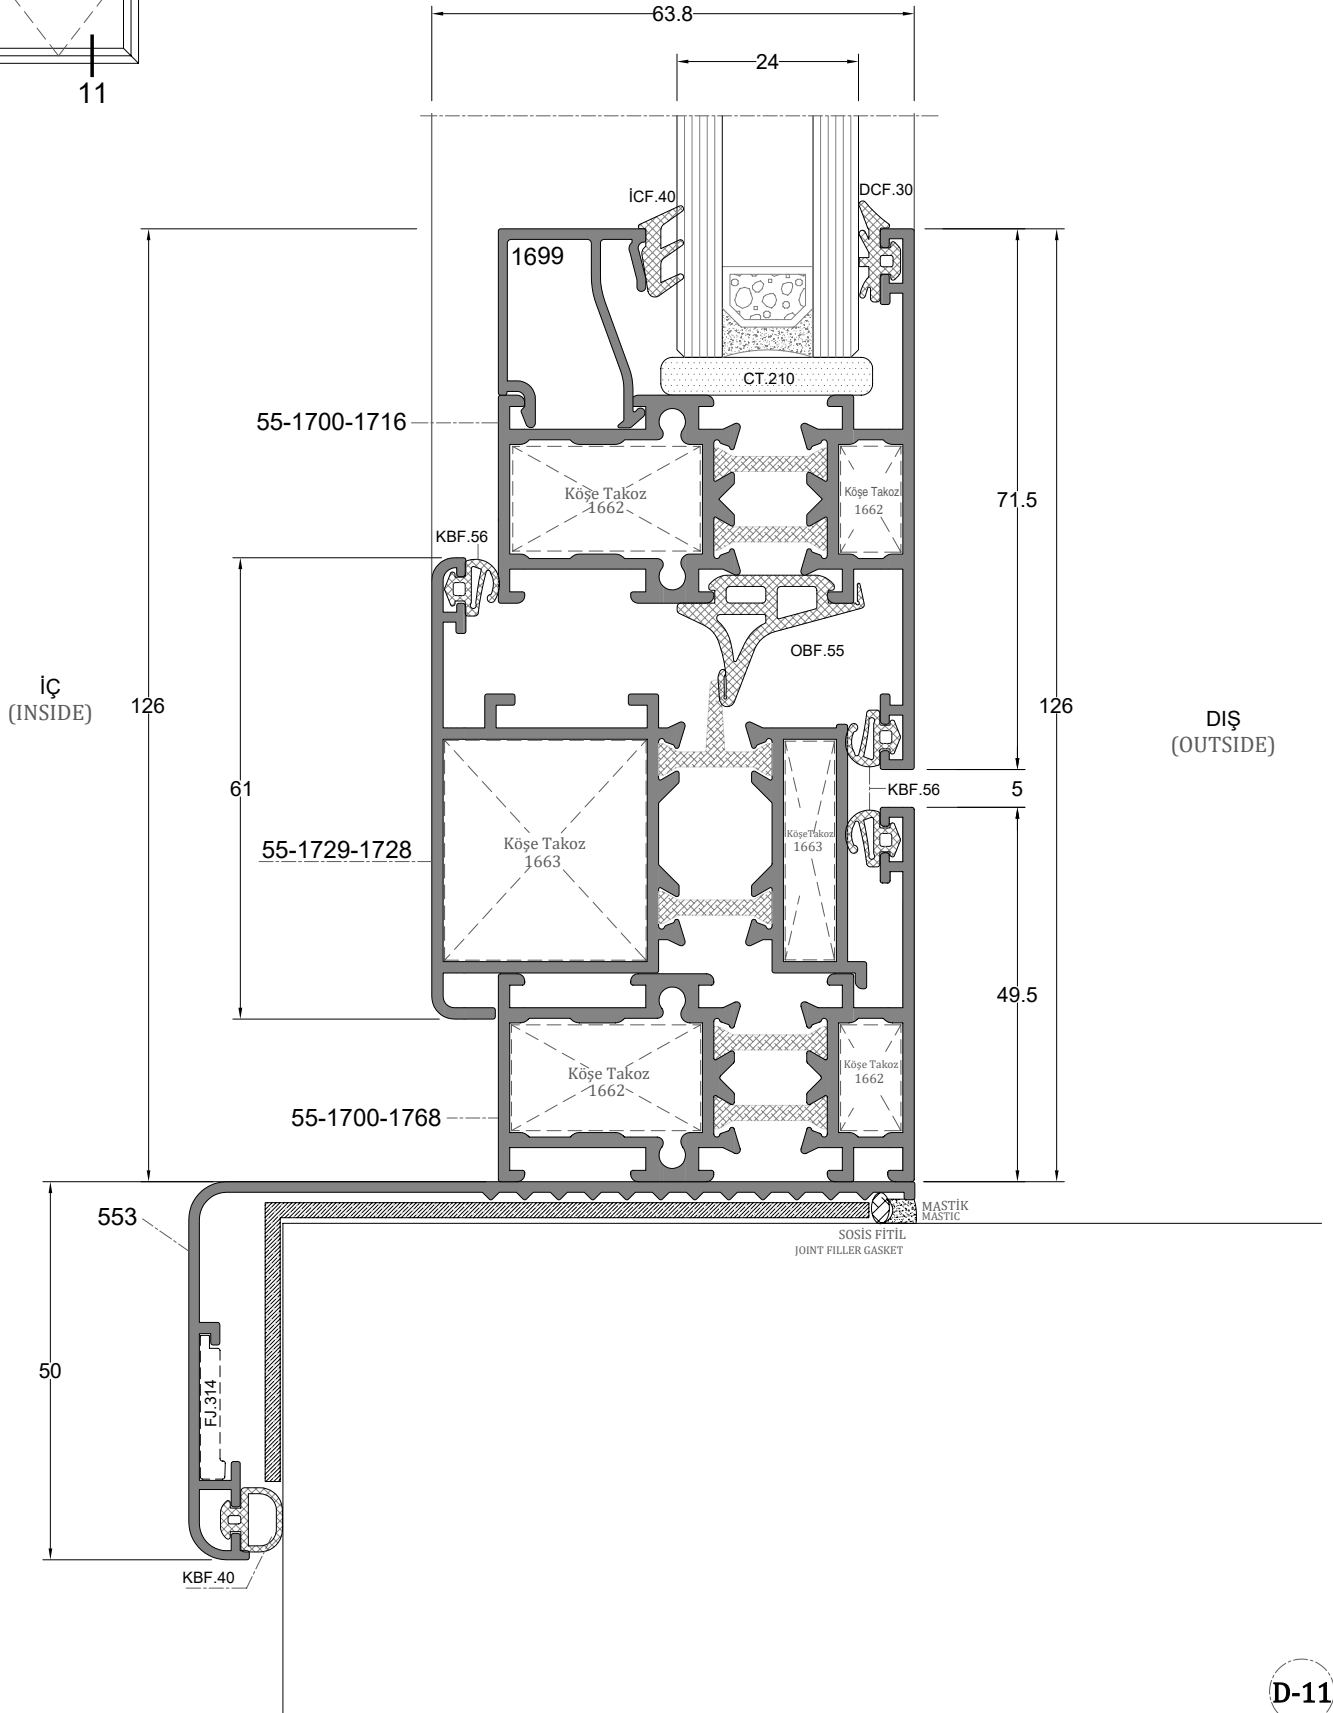 63.8
24
11
İCF.40
DCF.30
1699
CT.210
55-1700-1716
Köşe Takoz
1662
Köşe Takoz
1662
71.5
KBF.56
OBF.55
İÇ
(INSIDE)
126
126
DIŞ
(OUTSIDE)
61
KBF.56
5
55-1729-1728
Köşe Takoz
1663
KöşeTakoz
1663
49.5
Köşe Takoz
1662
Köşe Takoz
1662
55-1700-1768
553
MASTİK
MASTIC
SOSİS FİTİL
JOINT FILLER GASKET
50
FJ.314
KBF.40
D-11